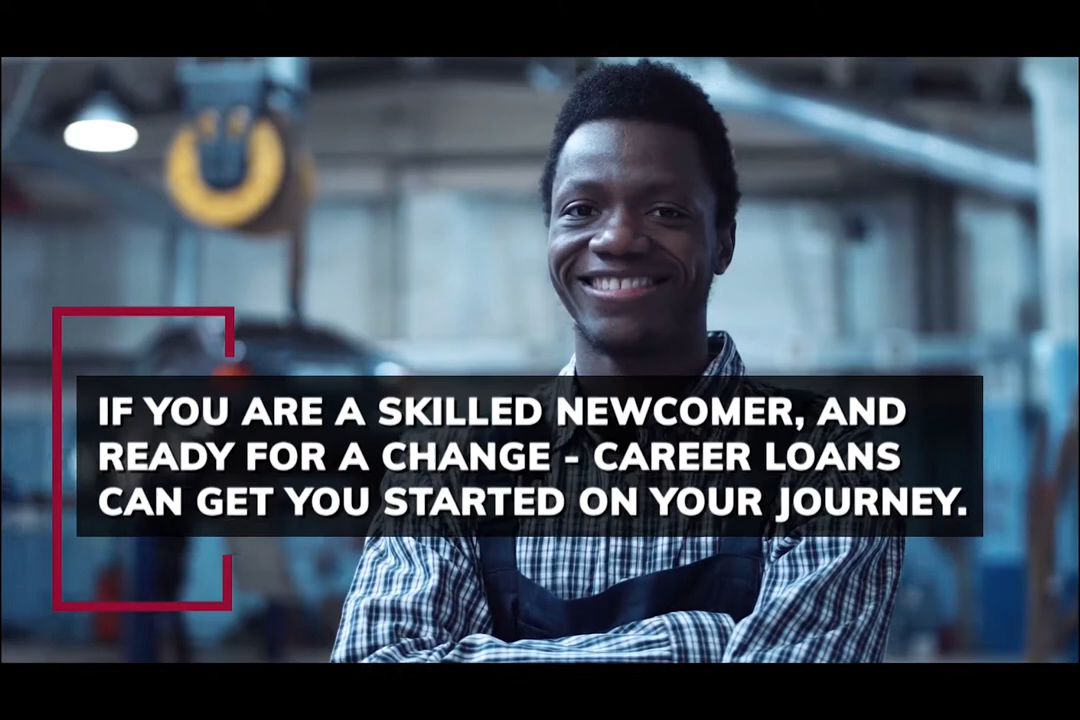 IF YOU ARE A SKILLED NEWCOMER, AND
READY FOR A CHANGE - CAREER LOANS
CAN GET YOU STARTED ON YOUR JOURNEY.